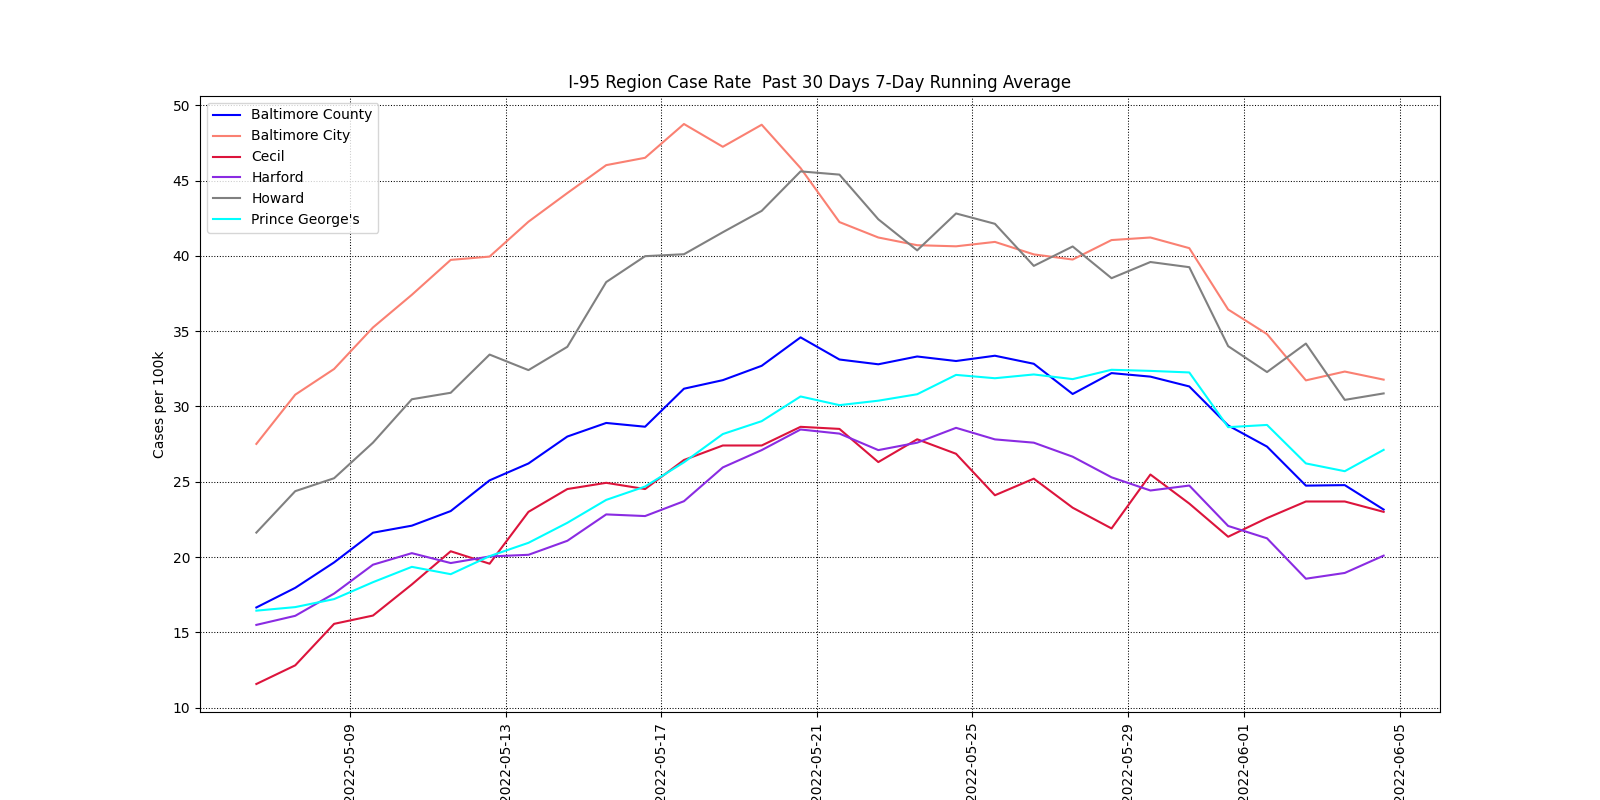 I-95 Region Case Rate  Past 30 Days 7-Day Running Average
Cases per 100k
50
45
40
35
30
25
20
15
10
Baltimore County
Baltimore City
Cecil
Harford
Howard
Prince George's
2022-05-09
2022-05-13
2022-05-17
2022-05-21
2022-05-25
2022-05-29
2022-06-01
2022-06-05